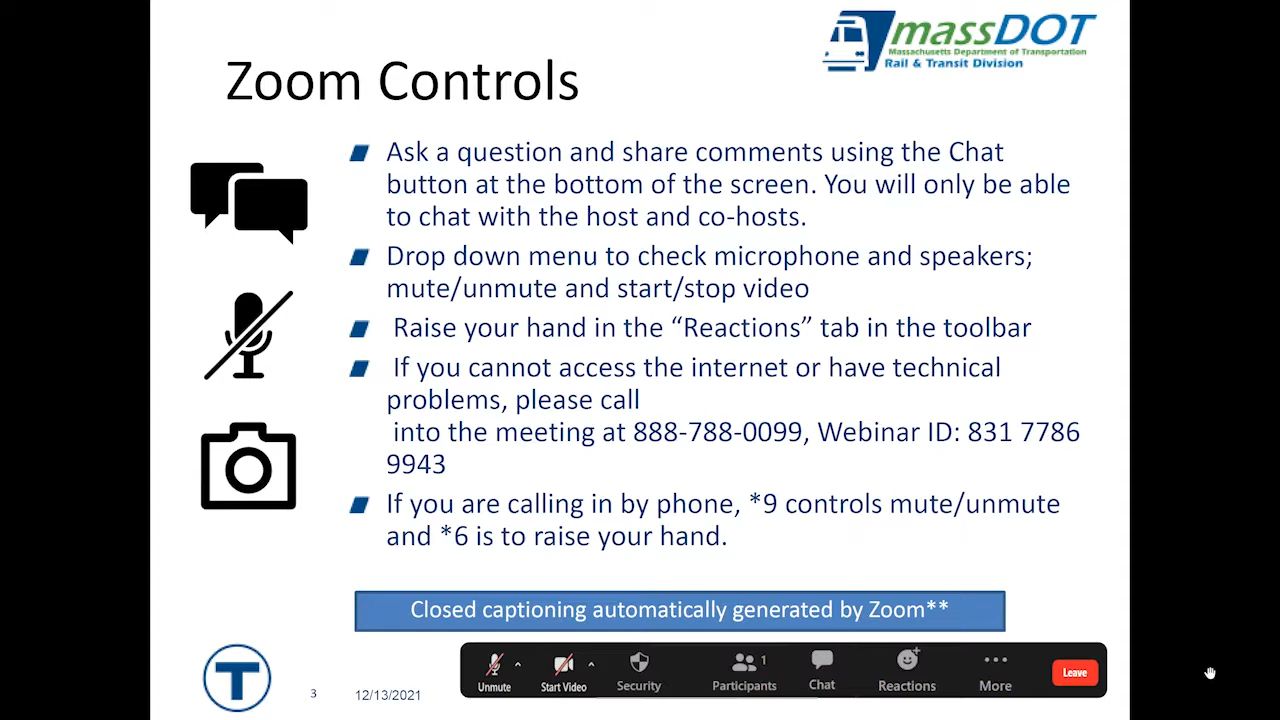 massDOT
Massachusetts Department of Transportation
Rail & Transit Division
Zoom Controls
Ask a question and share comments using the Chat
button at the bottom of the screen. You will only be able
to chat with the host and co-hosts.
Drop down menu to check microphone and speakers;
mute/unmute and start/stop video
Raise your hand in the “Reactions” tab in the toolbar
If you cannot access the internet or have technical
problems, please call
into the meeting at 888-788-0099, Webinar ID: 831 7786
9943
If you are calling in by phone, *9 controls mute/unmute
and *6 is to raise your hand.
Closed captioning automatically generated by Zoom**
T
3
12/13/2021
Unmute
Start Video
Security
Participants
1
Chat
Reactions
More
Leave